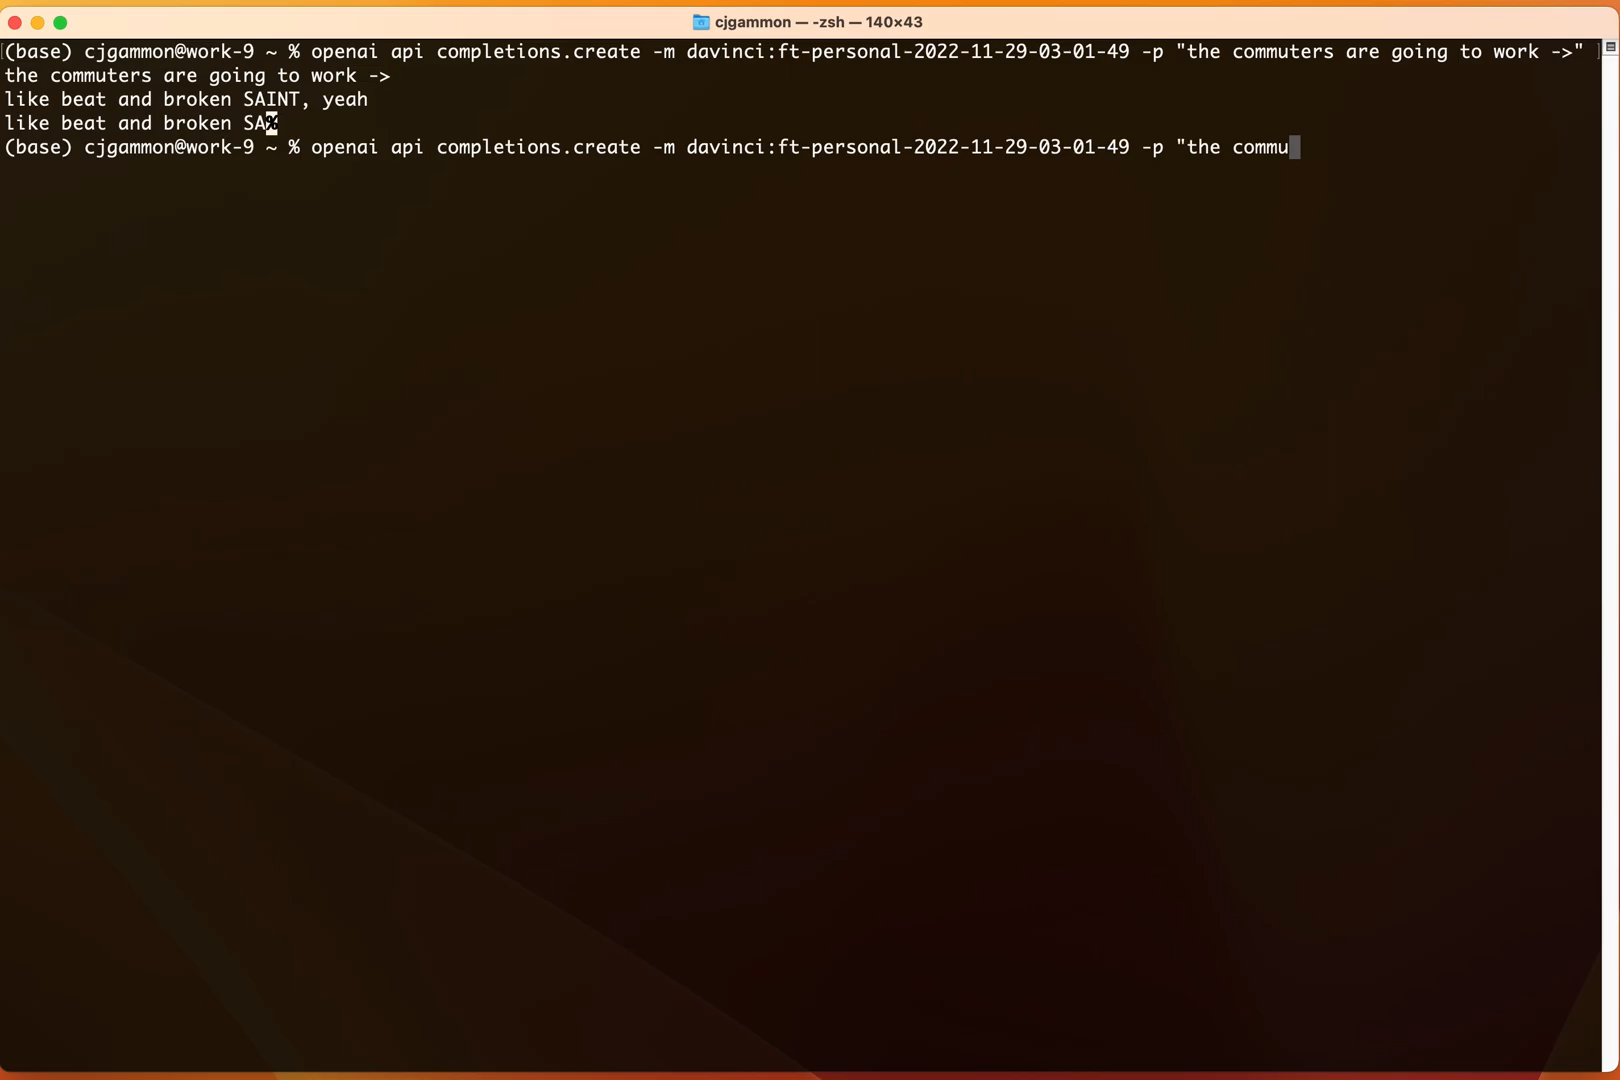 cjgammon — -zsh — 140×43
(base) cjgammon@work-9 ~ % openai api completions.create -m davinci:ft-personal-2022-11-29-03-01-49 -p "the commuters are going to work ->"
the commuters are going to work ->
like beat and broken SAINT, yeah
like beat and broken SA%
(base) cjgammon@work-9 ~ % openai api completions.create -m davinci:ft-personal-2022-11-29-03-01-49 -p "the commu